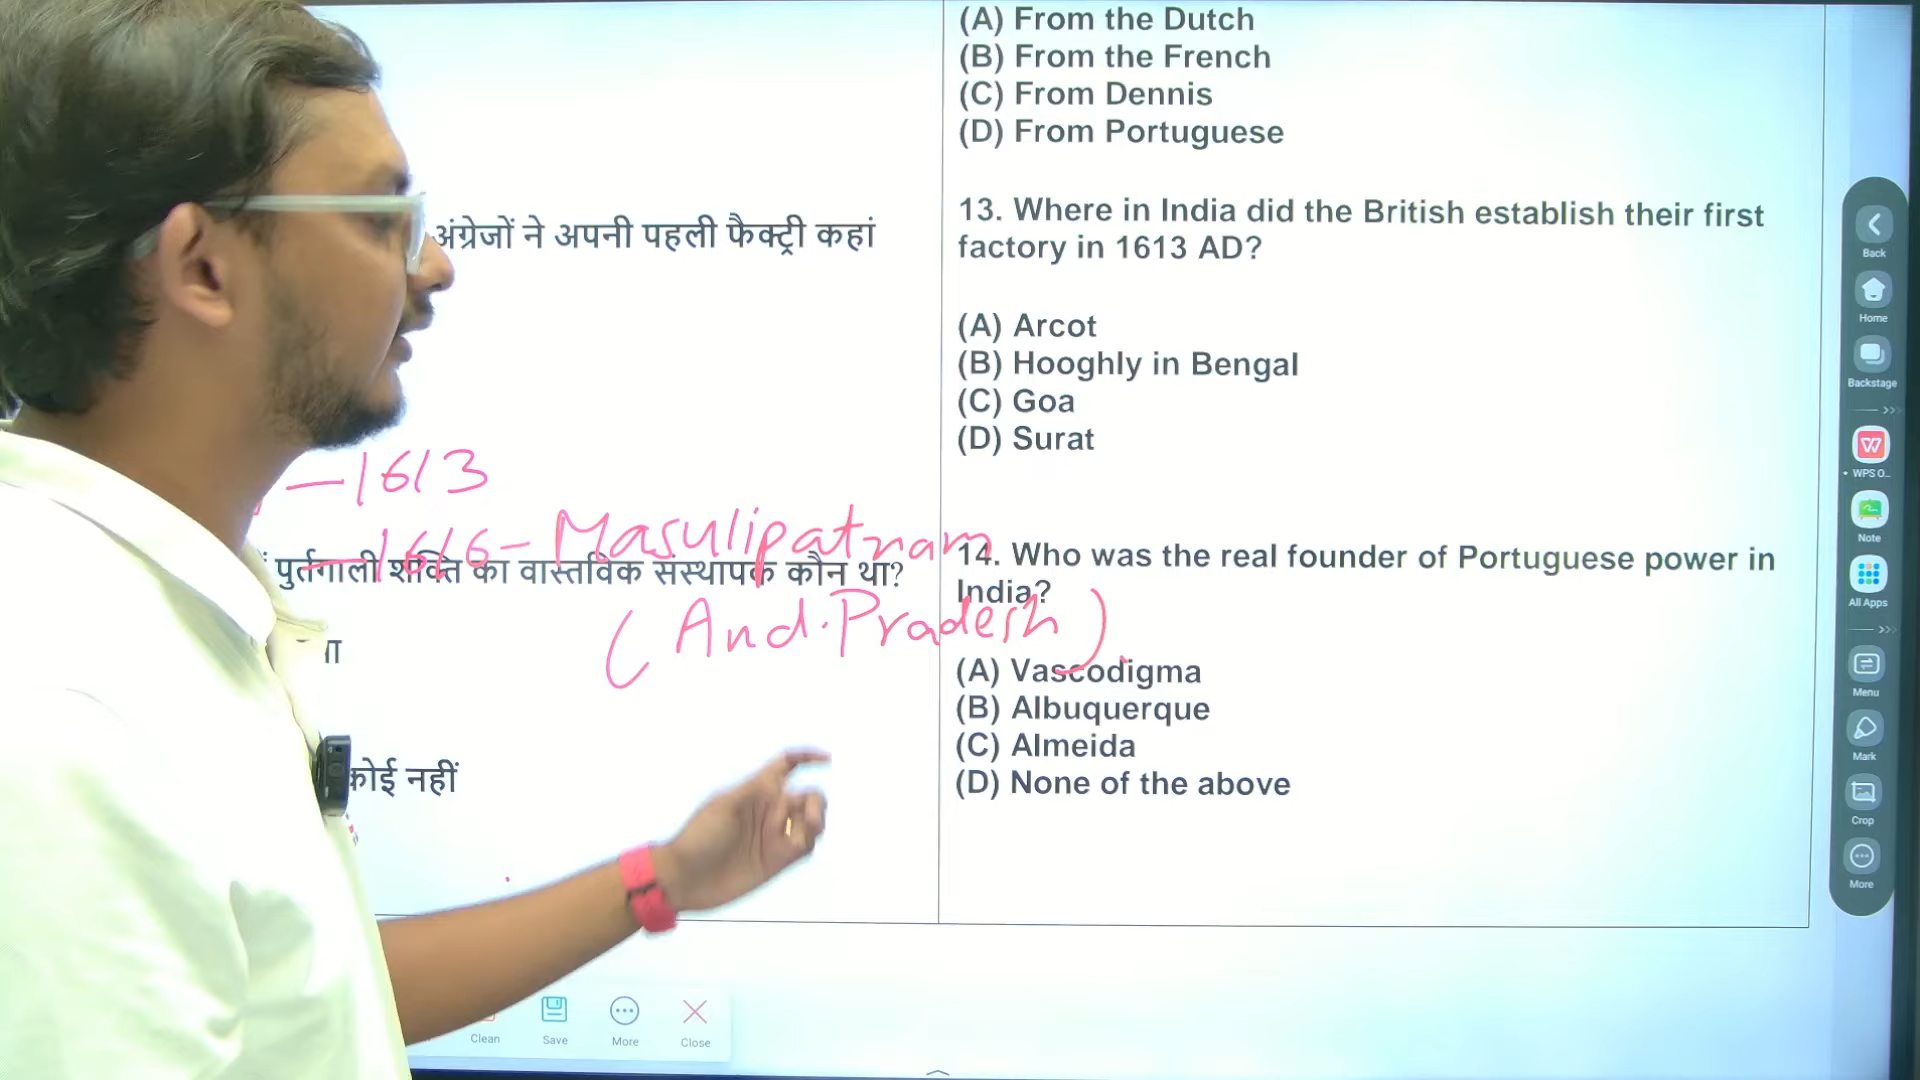 अंग्रेजों ने अपनी पहली फैक्ट्री कहां
—1613
—1616- Masulipatnam
पुर्तगाली शक्ति का वास्तविक संस्थापक कौन था?
(And. Pradesh).
कोई नहीं
(A) From the Dutch
(B) From the French
(C) From Dennis
(D) From Portuguese
13. Where in India did the British establish their first
factory in 1613 AD?
(A) Arcot
(B) Hooghly in Bengal
(C) Goa
(D) Surat
14. Who was the real founder of Portuguese power in
India?
(A) Vascodigma
(B) Albuquerque
(C) Almeida
(D) None of the above
Back
Home
Backstage
WPS O...
Note
All Apps
Menu
Mark
Crop
More
Clean
Save
More
Close